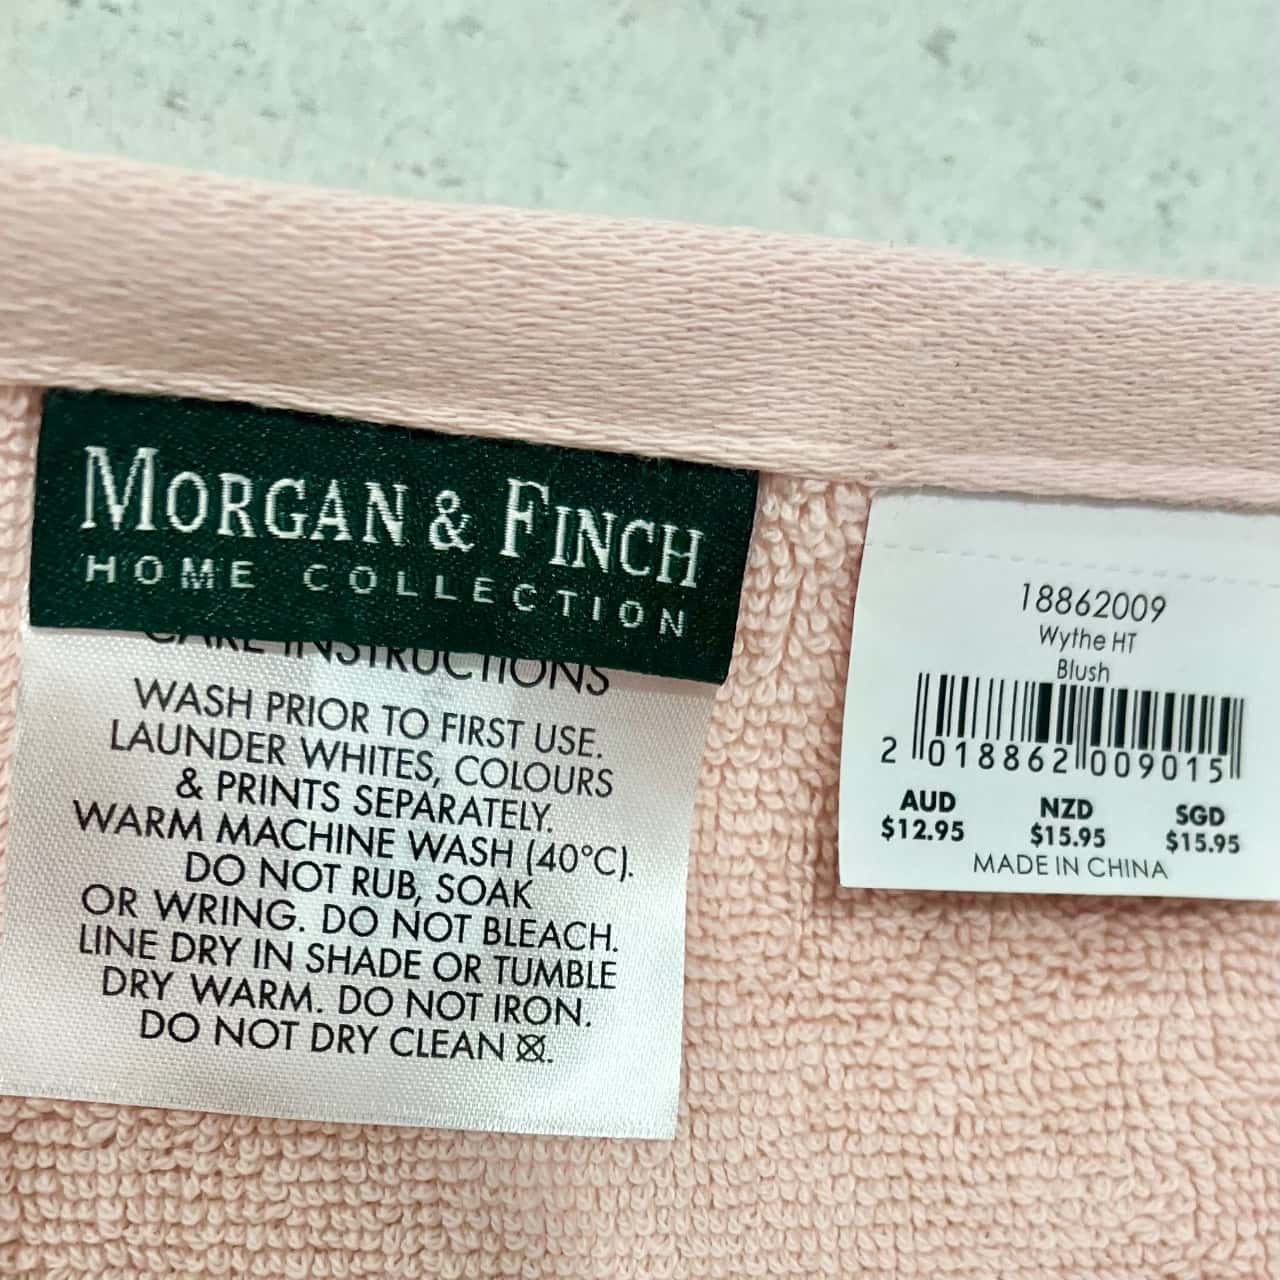 MORGAN & FINCH
HOME COLLECTION
CARE INSTRUCTIONS
WASH PRIOR TO FIRST USE.
LAUNDER WHITES, COLOURS
& PRINTS SEPARATELY.
WARM MACHINE WASH (40°C).
DO NOT RUB, SOAK
OR WRING. DO NOT BLEACH.
LINE DRY IN SHADE OR TUMBLE
DRY WARM. DO NOT IRON.
DO NOT DRY CLEAN
18862009
Wythe HT
Blush
2 018862 009015
AUD NZD SGD
$12.95 $15.95 $15.95
MADE IN CHINA